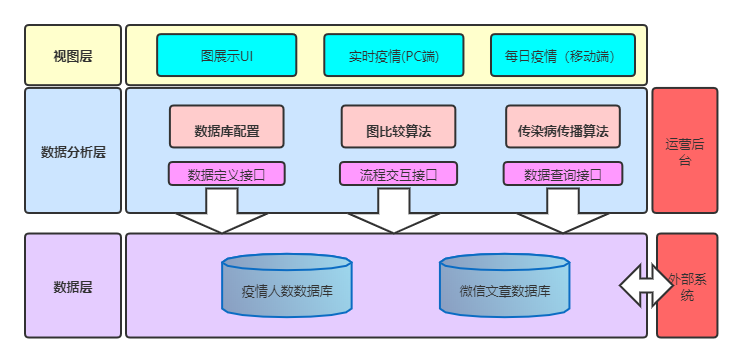 视图层
图展示UI
实时疫情(PC端)
每日疫情（移动端）
数据分析层
数据库配置
图比较算法
传染病传播算法
数据定义接口
流程交互接口
数据查询接口
运营后
台
数据层
疫情人数数据库
微信文章数据库
外部系
统